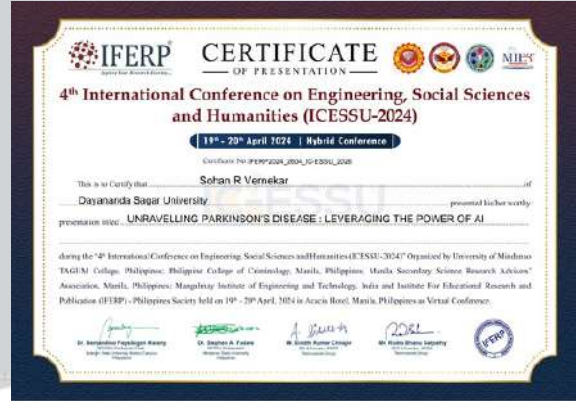 IFERP
CERTIFICATE
OF PRESENTATION
MIET
4th International Conference on Engineering, Social Sciences
and Humanities (ICESSU-2024)
19th - 20th April 2024 | Hybrid Conference
Certificate No
This is to Certify that Sohan R Vernekar of
Dayananda Sagar University presented his/her worthy
presentation titled UNRAVELLING PARKINSON'S DISEASE : LEVERAGING THE POWER OF AI
during the "4th International Conference on Engineering, Social Sciences and Humanities (ICESSU-2024)" Organized by University of Mindanao
TAGUM College, Philippines; Philippine College of Criminology, Manila, Philippines; Manila Secondary Science Research Advisers'
Association, Manila, Philippines; Mangalmay Institute of Engineering and Technology, India and Institute For Educational Research and
Publication (IFERP) - Philippines Society held on 19th - 20th April, 2024 in Acacia Hotel, Manila, Philippines as Virtual Conference.
IFERP